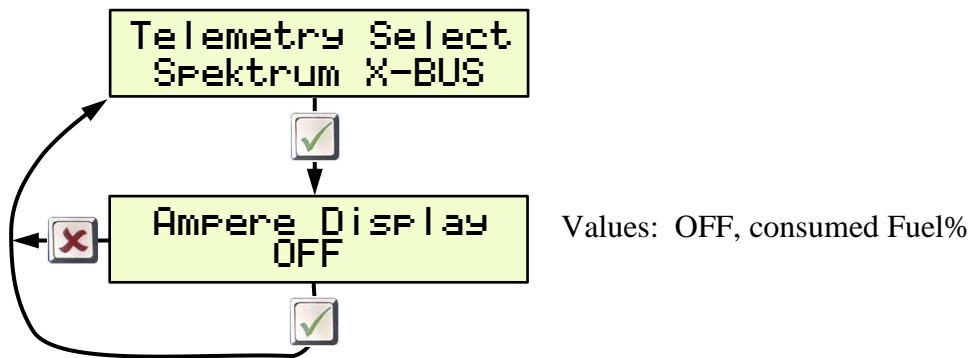 Telemetry Select
Spektrum X-BUS
Ampere Display
OFF
Values: OFF, consumed Fuel%